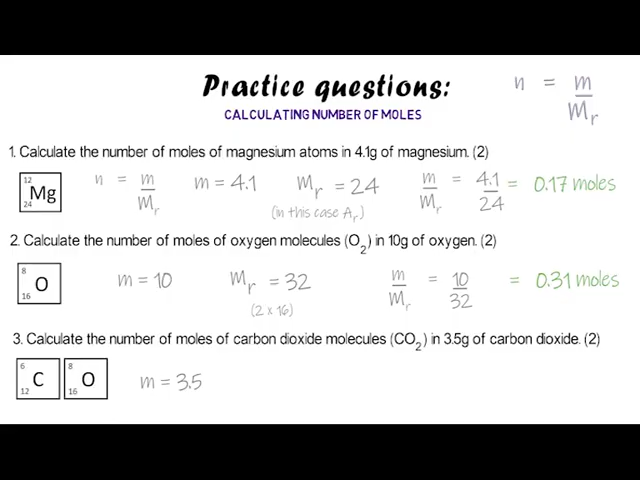 Practice questions:
CALCULATING NUMBER OF MOLES
n = m / Mr
1. Calculate the number of moles of magnesium atoms in 4.1g of magnesium. (2)
12 Mg 24
n = m / Mr m = 4.1 Mr = 24 m / Mr = 4.1 / 24 = 0.17 moles
(in this case Ar)
2. Calculate the number of moles of oxygen molecules (O2) in 10g of oxygen. (2)
8 O 16
m = 10 Mr = 32 m / Mr = 10 / 32 = 0.31 moles
(2 x 16)
3. Calculate the number of moles of carbon dioxide molecules (CO2) in 3.5g of carbon dioxide. (2)
6 C 12 8 O 16
m = 3.5